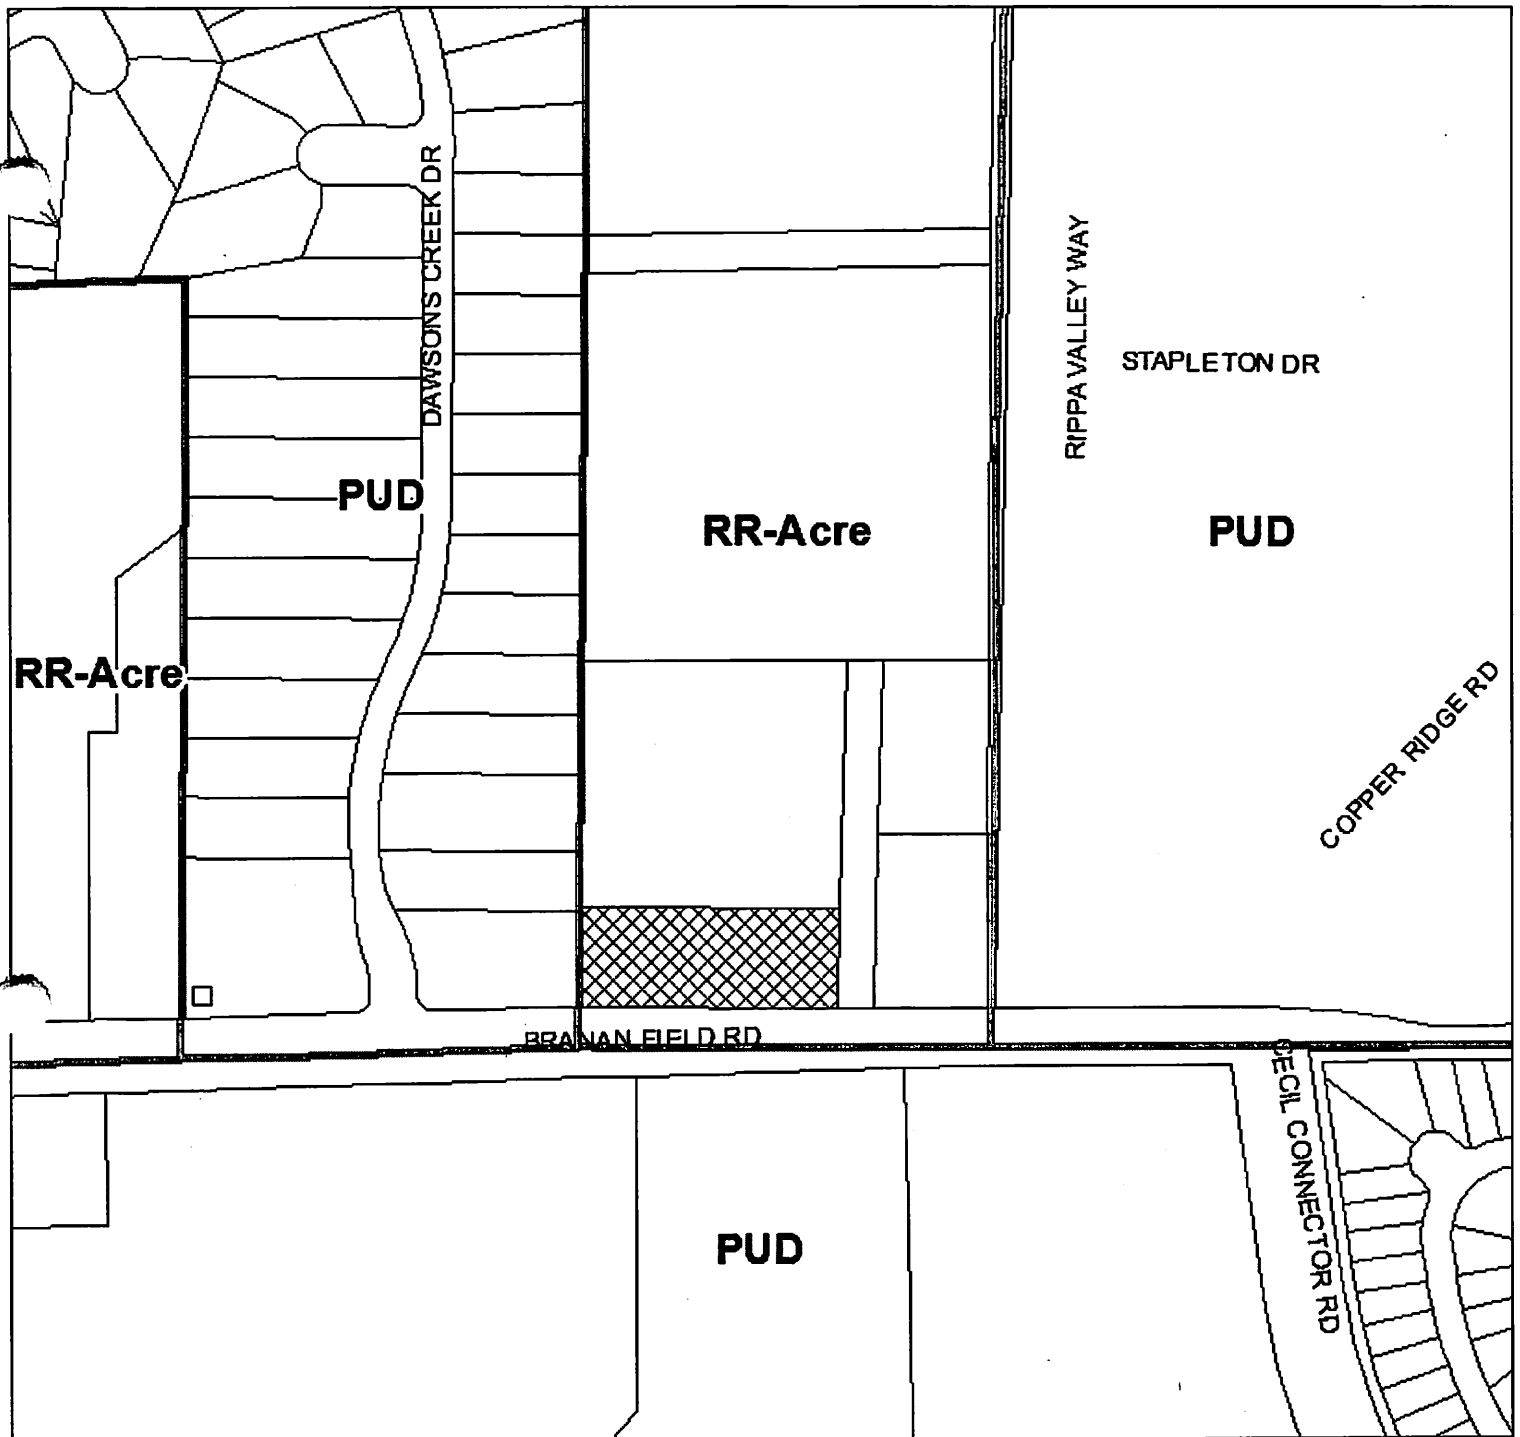 DAWSONS CREEK DR
RIPPA VALLEY WAY
STAPLETON DR
PUD
RR-Acre
PUD
RR-Acre
COPPER RIDGE RD
BRANAN FIELD RD
CECIL CONNECTOR RD
PUD